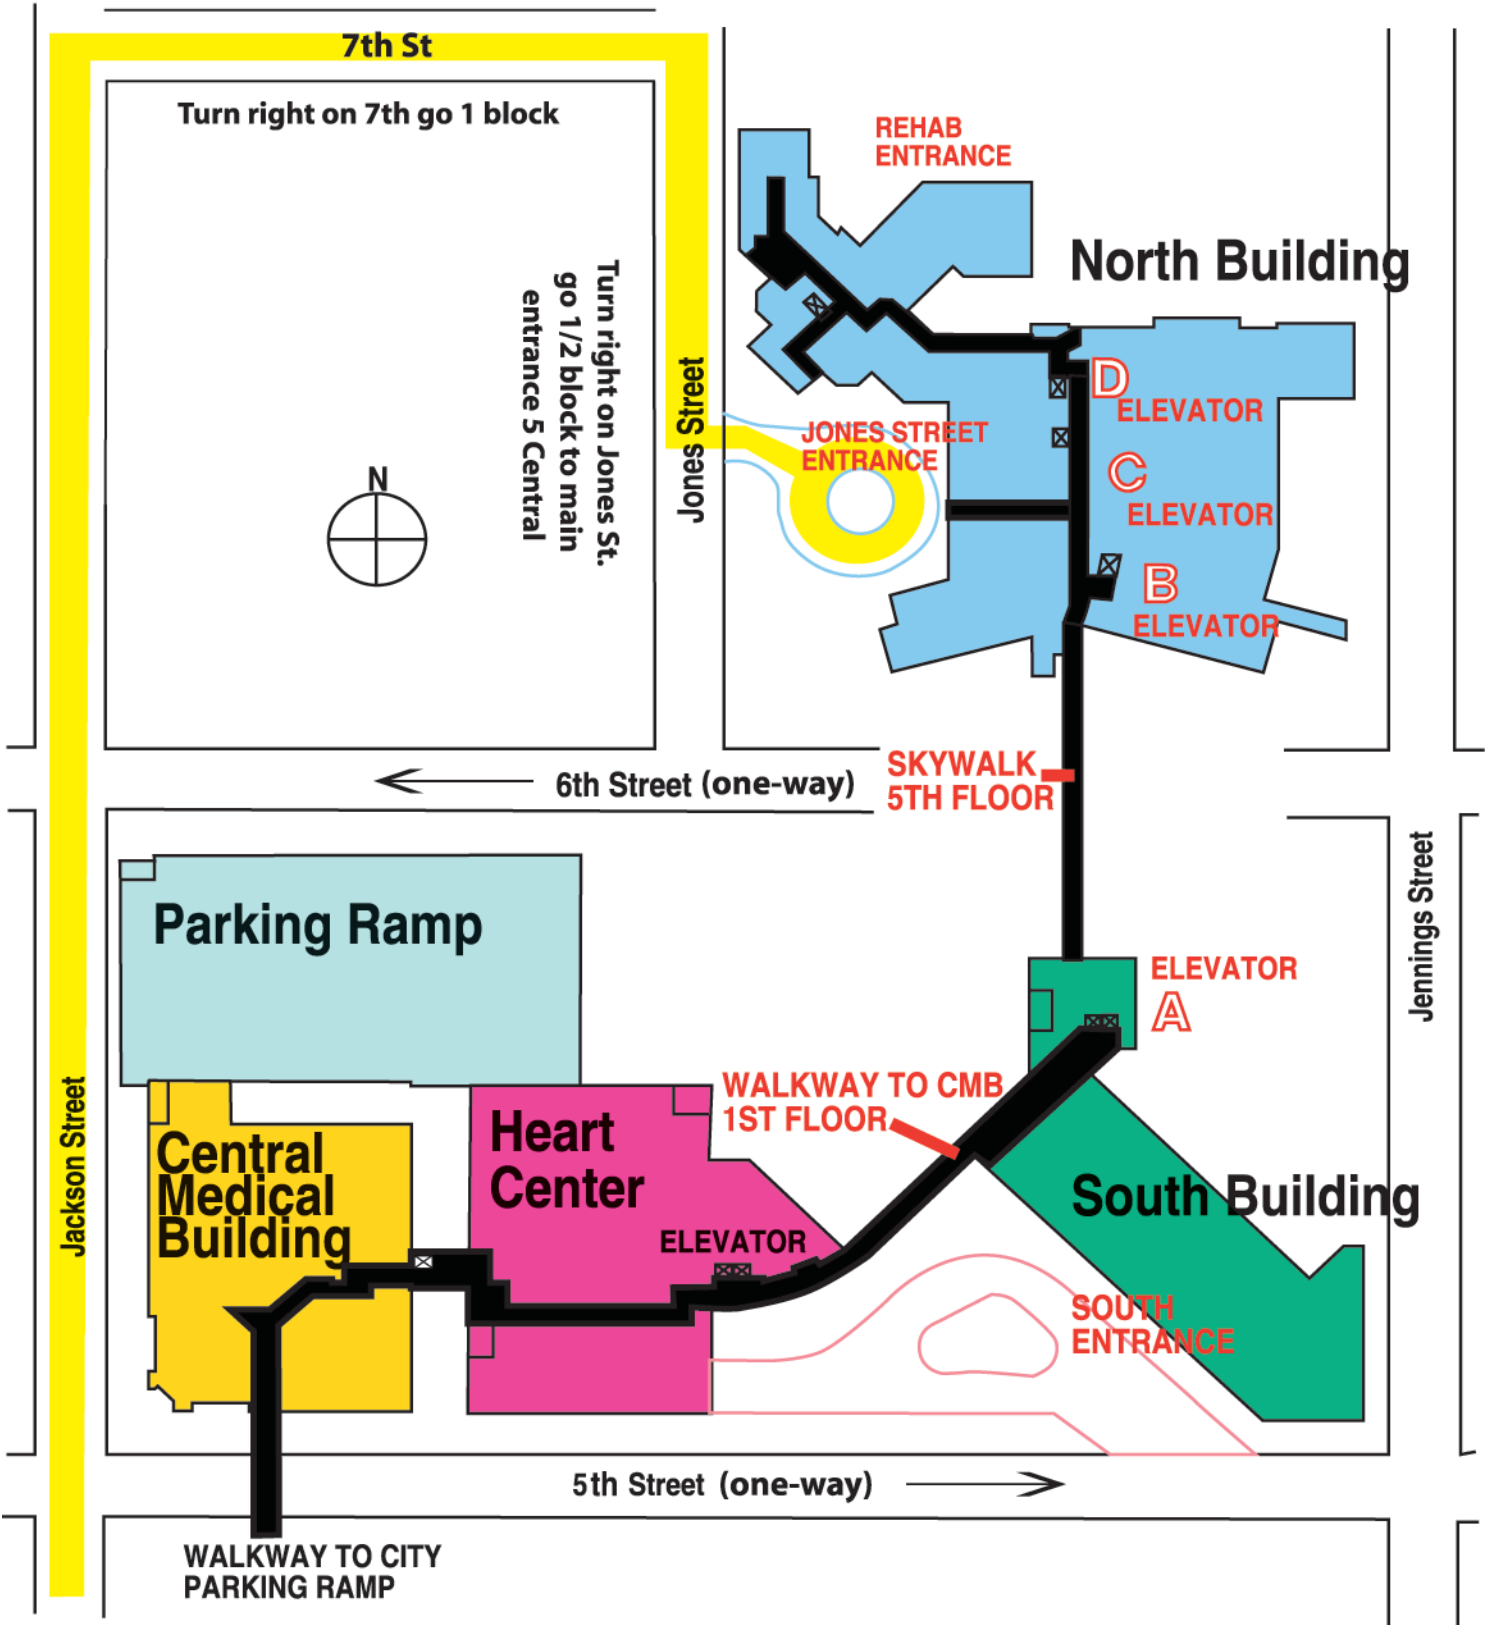 7th St
Turn right on 7th go 1 block
REHAB
ENTRANCE
North Building
Turn right on Jones St.
go 1/2 block to main
entrance 5 Central
Jones Street
N
D
ELEVATOR
JONES STREET
ENTRANCE
C
ELEVATOR
B
ELEVATOR
SKYWALK
5TH FLOOR
6th Street (one-way)
Jennings Street
Parking Ramp
ELEVATOR
A
WALKWAY TO CMB
1ST FLOOR
Jackson Street
Central
Medical
Building
Heart
Center
ELEVATOR
South Building
SOUTH
ENTRANCE
5th Street (one-way)
WALKWAY TO CITY
PARKING RAMP